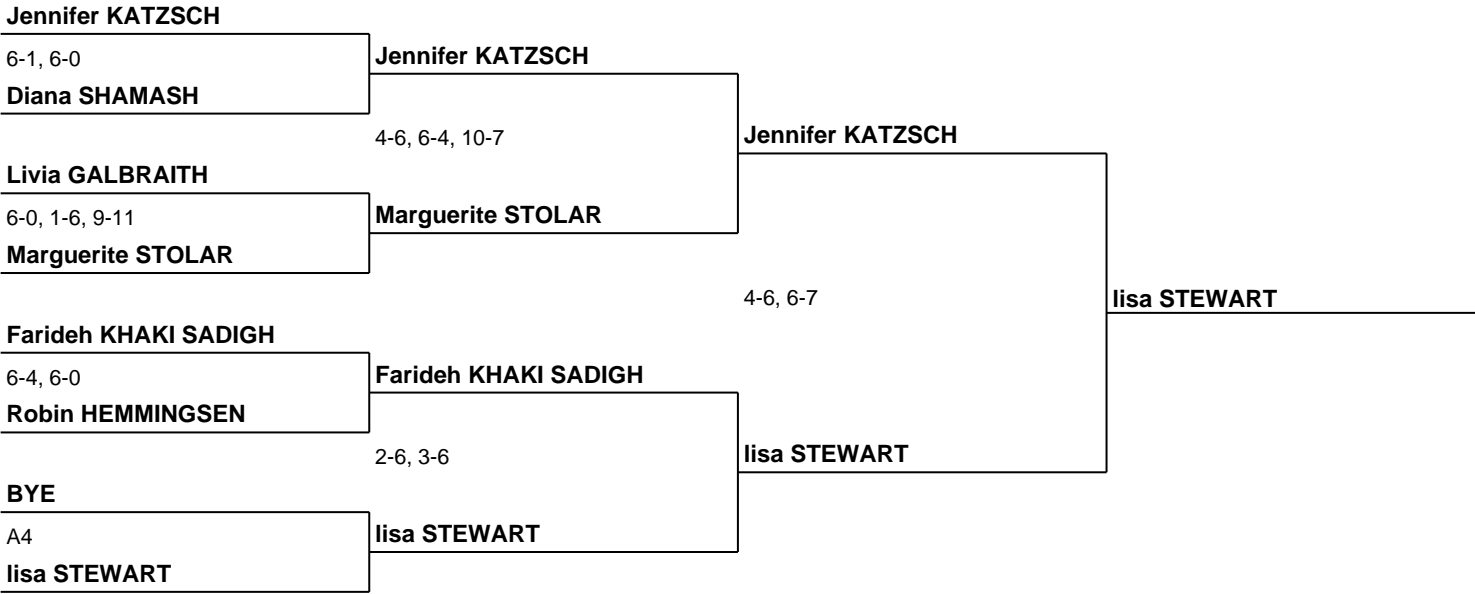 Jennifer KATZSCH
6-1, 6-0
Jennifer KATZSCH
Diana SHAMASH
4-6, 6-4, 10-7
Jennifer KATZSCH
Livia GALBRAITH
6-0, 1-6, 9-11
Marguerite STOLAR
Marguerite STOLAR
4-6, 6-7
lisa STEWART
Farideh KHAKI SADIGH
6-4, 6-0
Farideh KHAKI SADIGH
Robin HEMMINGSEN
2-6, 3-6
lisa STEWART
BYE
A4
lisa STEWART
lisa STEWART